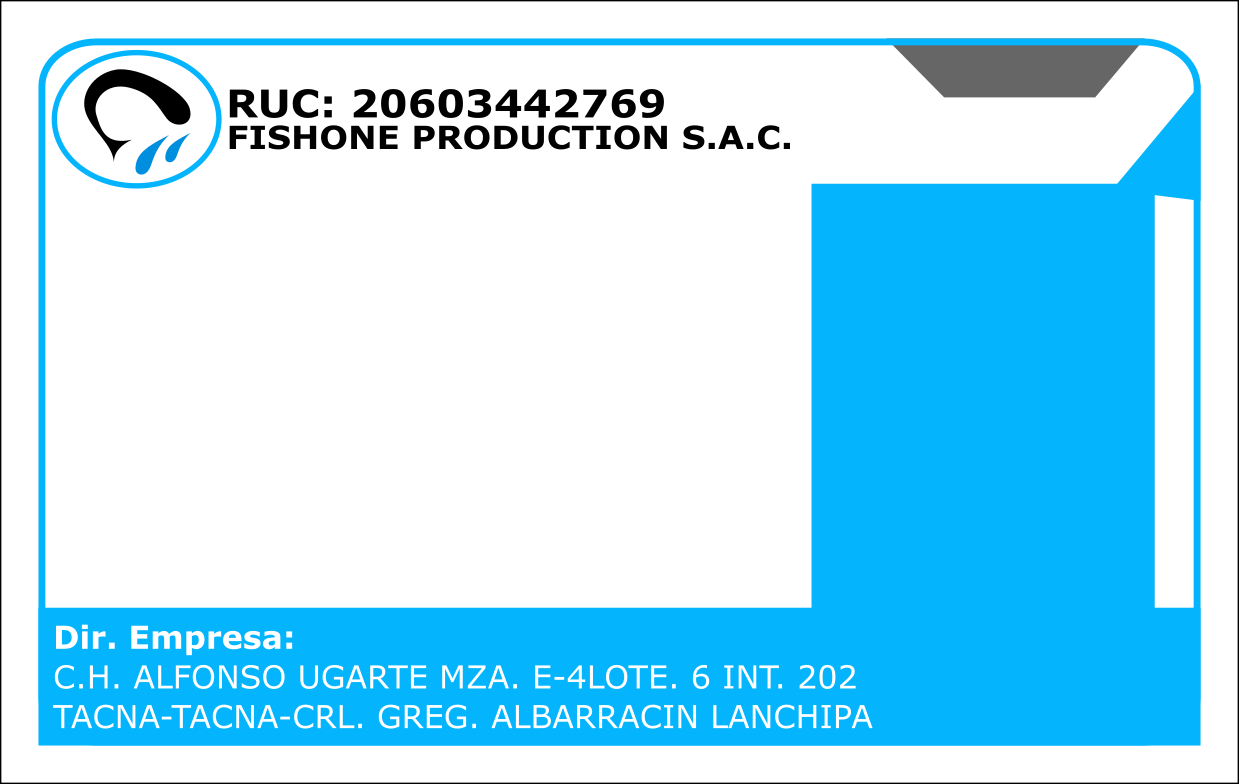 RUC: 20603442769
FISHONE PRODUCTION S.A.C.
Dir. Empresa:
C.H. ALFONSO UGARTE MZA. E-4LOTE. 6 INT. 202
TACNA-TACNA-CRL. GREG. ALBARRACIN LANCHIPA